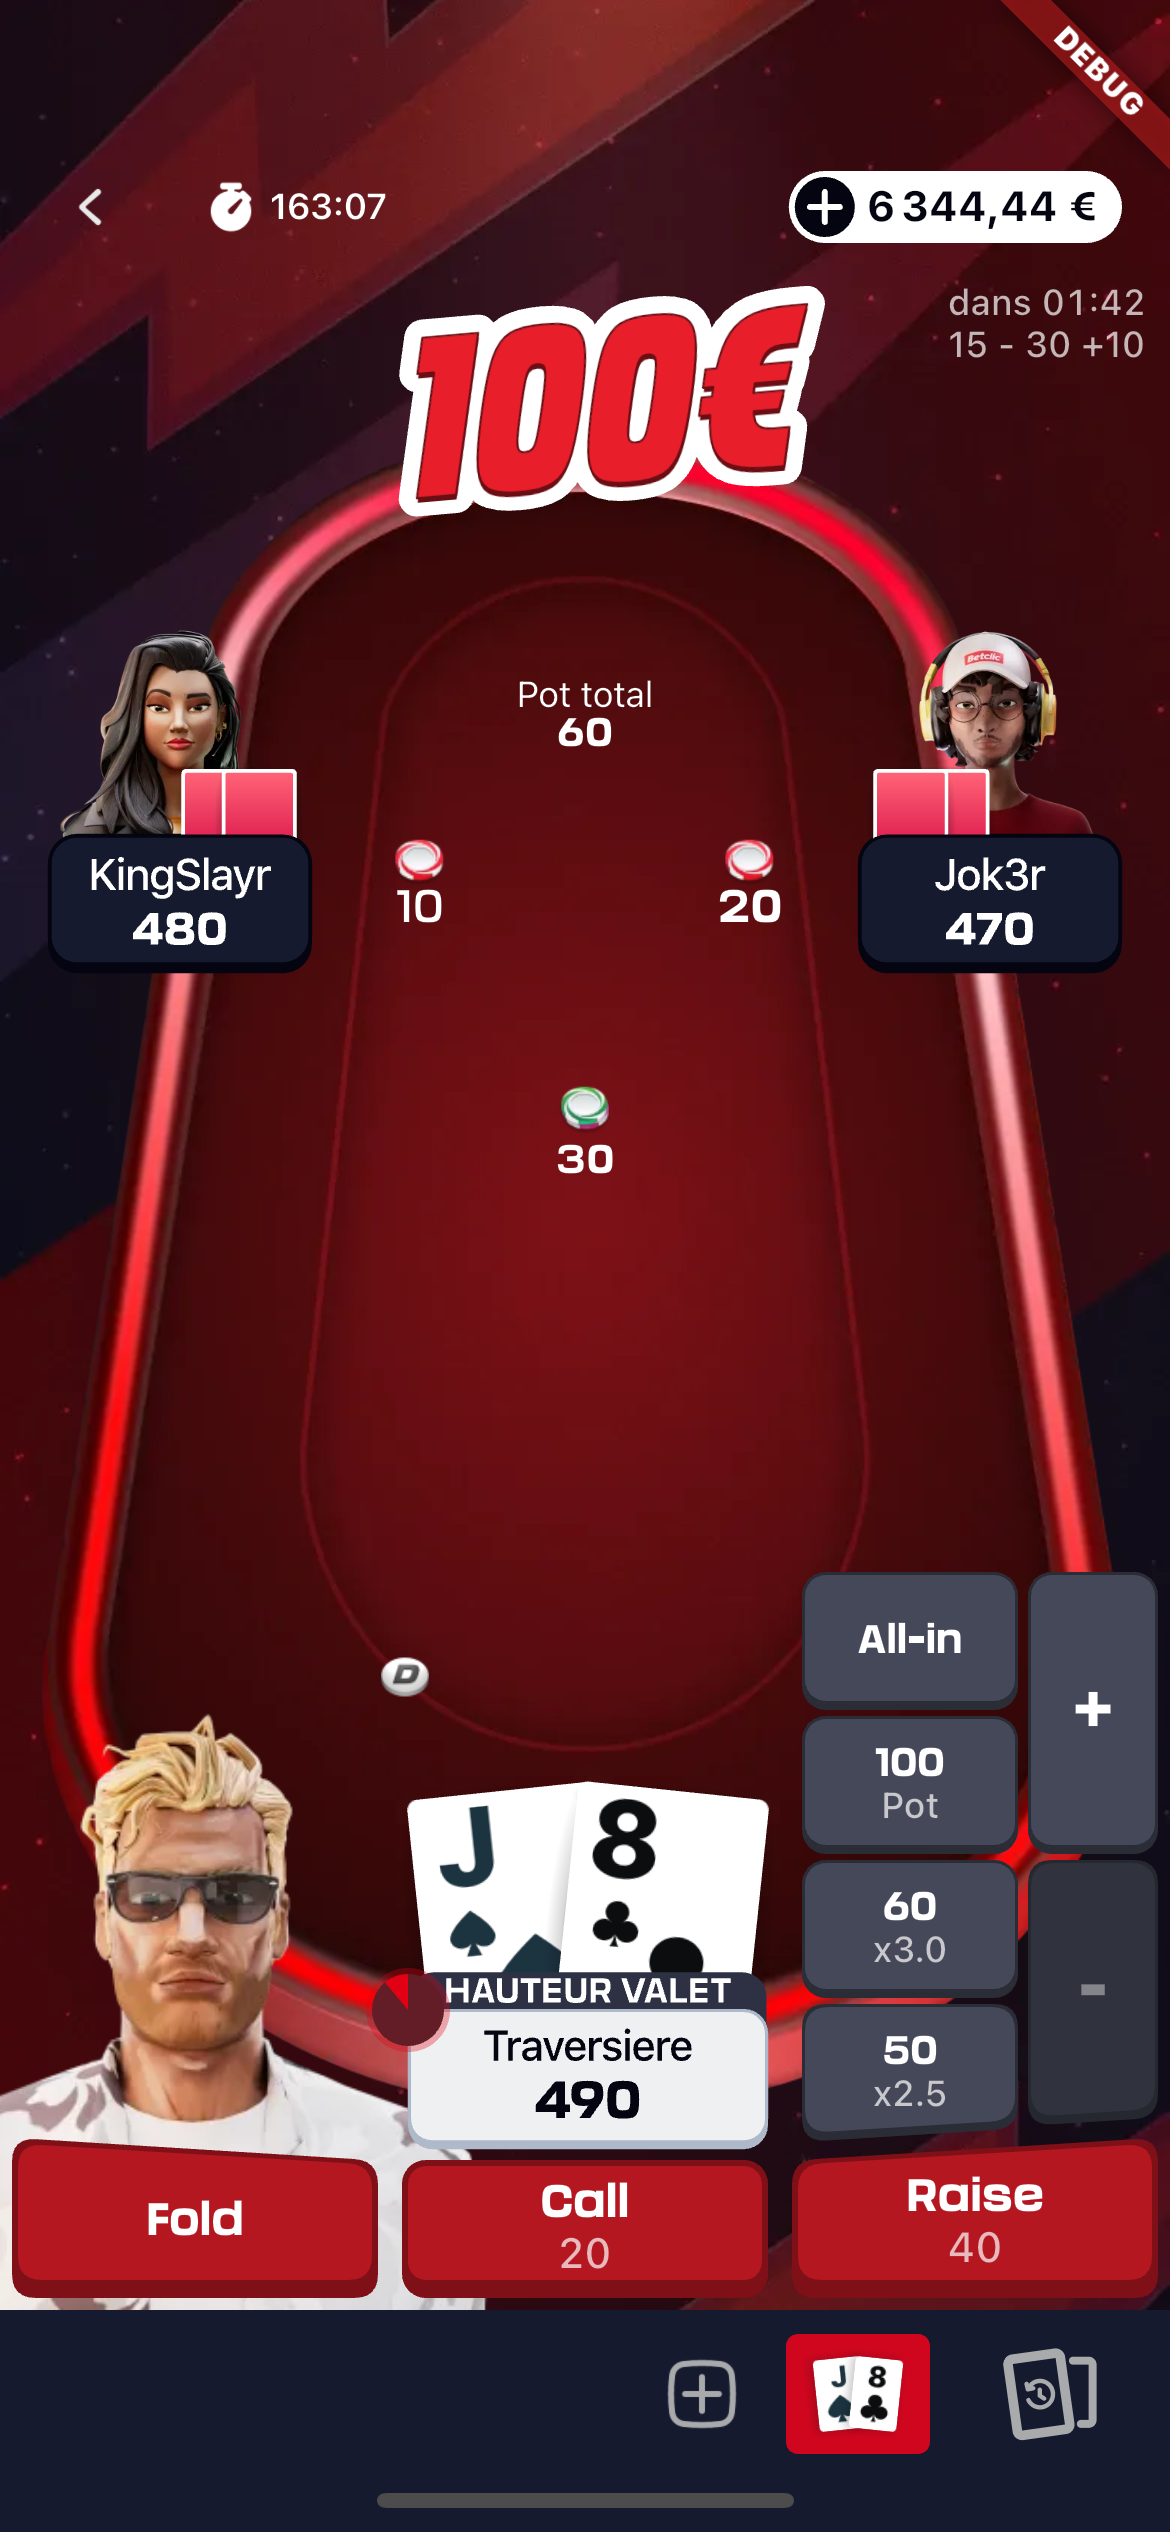 DEBUG
163:07
6 344,44 €
dans 01:42
15 - 30 +10
100€
Pot total
60
Betclic
KingSlayr
480
10
20
Jok3r
470
30
D
All-in
+
100
Pot
60
x3.0
-
50
x2.5
J
8
HAUTEUR VALET
Traversiere
490
Fold
Call
20
Raise
40
J
8